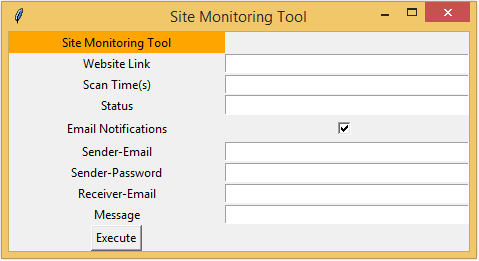 Site Monitoring Tool
Site Monitoring Tool
Website Link
Scan Time(s)
Status
Email Notifications
Sender-Email
Sender-Password
Receiver-Email
Message
Execute